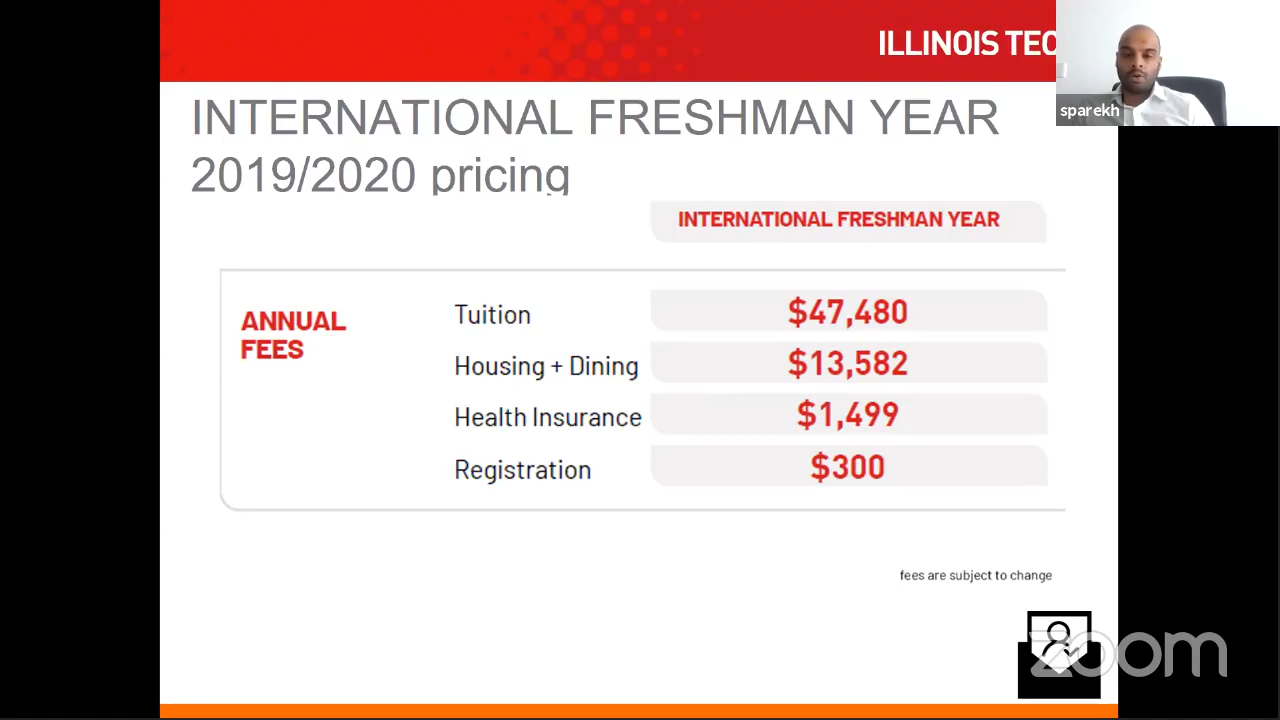 ILLINOIS TEC
sparekh
INTERNATIONAL FRESHMAN YEAR
2019/2020 pricing
INTERNATIONAL FRESHMAN YEAR
ANNUAL
FEES
Tuition $47,480
Housing + Dining $13,582
Health Insurance $1,499
Registration $300
fees are subject to change
zoom